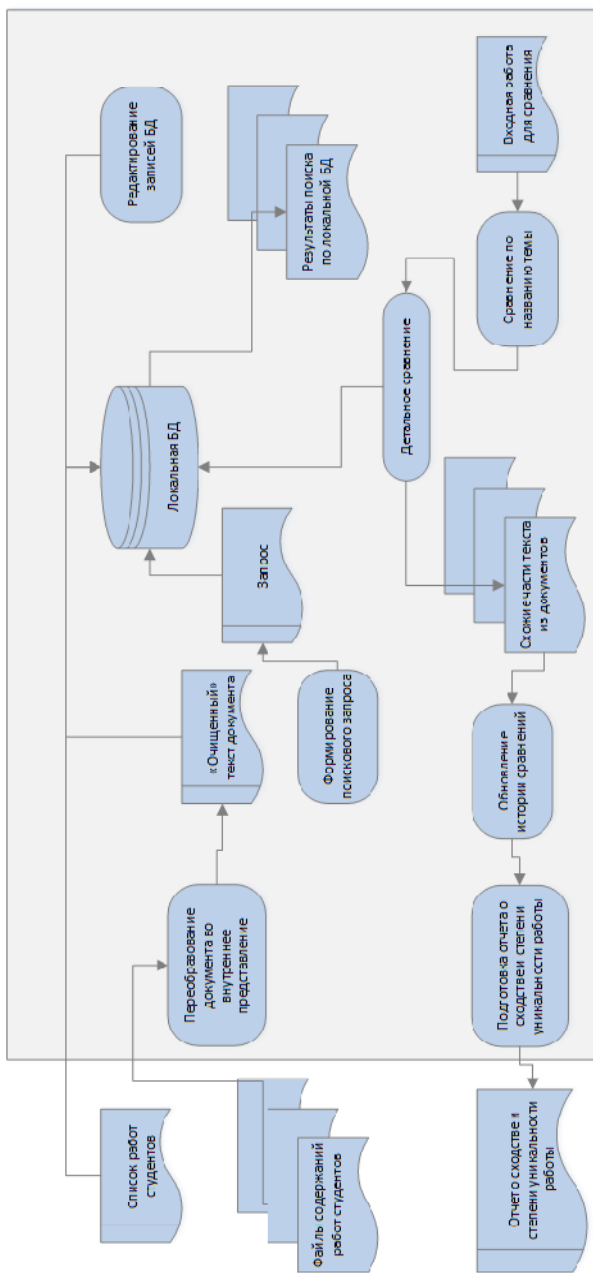 Список работ
студентов
Файл содержаний
работ студентов
Переобразование
документа во
внутреннее
представление
«Очищенный»
текст документа
Формирование
поискового запроса
Запрос
Локальная БД
Редактирование
записей БД
Результаты поиска
по локальной БД
Входная работа
для сравнения
Сравнение по
названию темы
Детальное сравнение
Схожие части текста
из документов
Обновление
истории сравнений
Подготовка отчета о
сходстве и степени
уникальности работы
Отчет о сходстве и
степени уникальности
работы